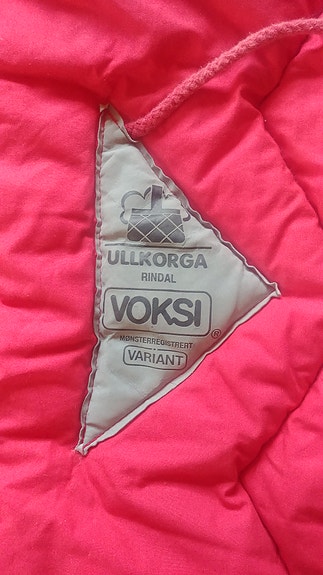 ULLKORGA
RINDAL
VOKSI
®
MØNSTERREGISTRERT
VARIANT